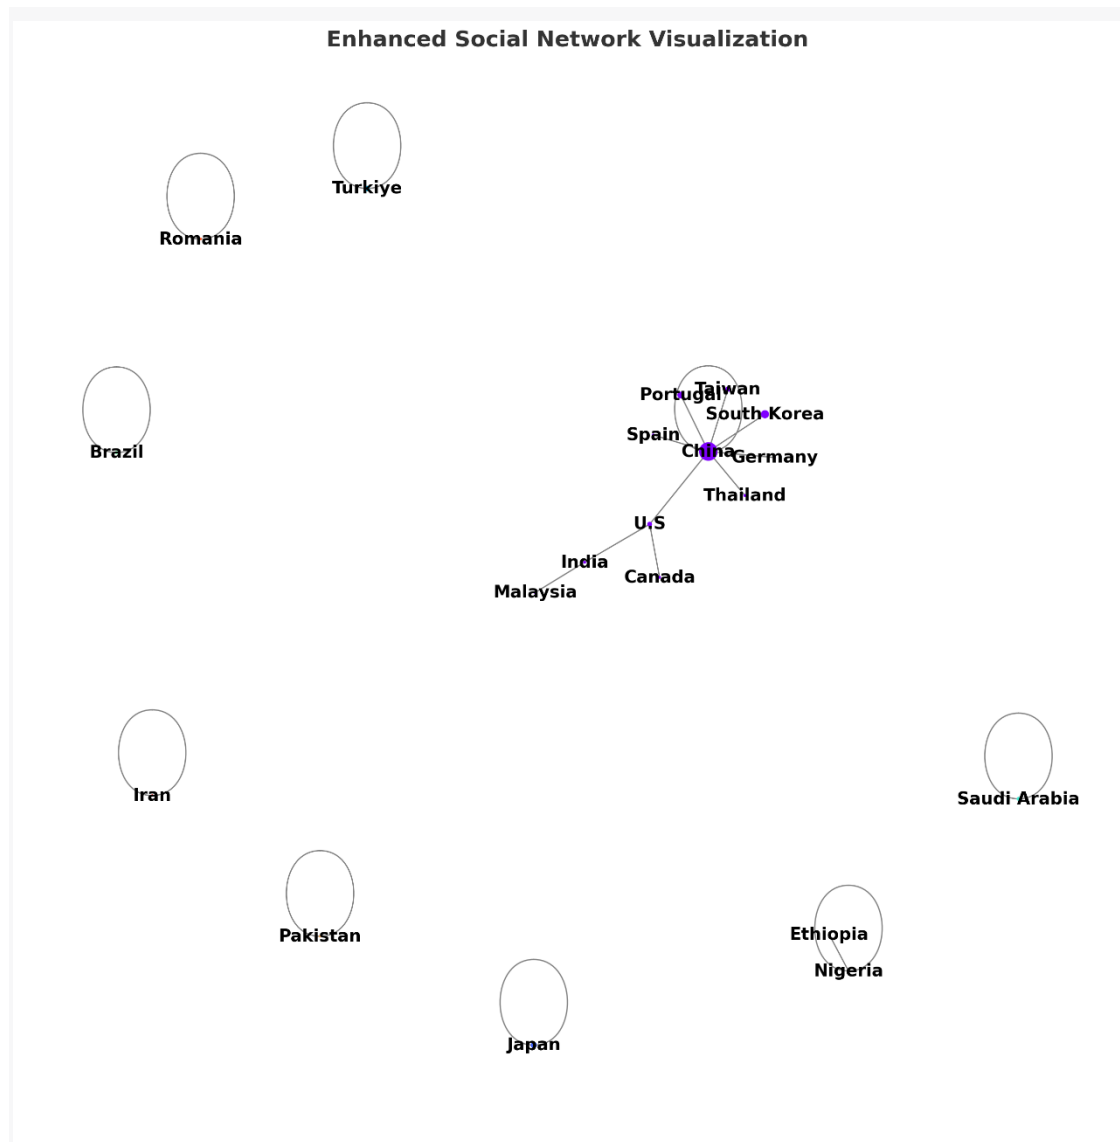 Enhanced Social Network Visualization
Turkiye
Romania
Taiwan
Portugal
South Korea
Spain
China
Brazil
Germany
Thailand
U.S
India
Canada
Malaysia
Iran
Saudi Arabia
Ethiopia
Pakistan
Nigeria
Japan